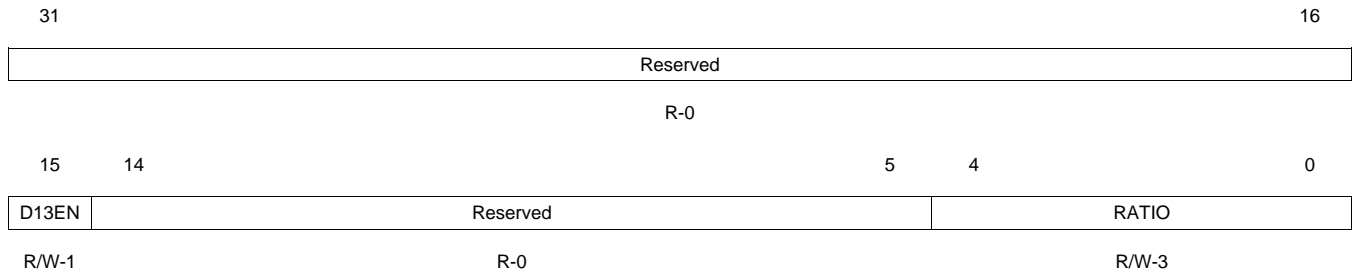 31 16
Reserved
R-0
15 14 5 4 0
D13EN Reserved RATIO
R/W-1 R-0 R/W-3